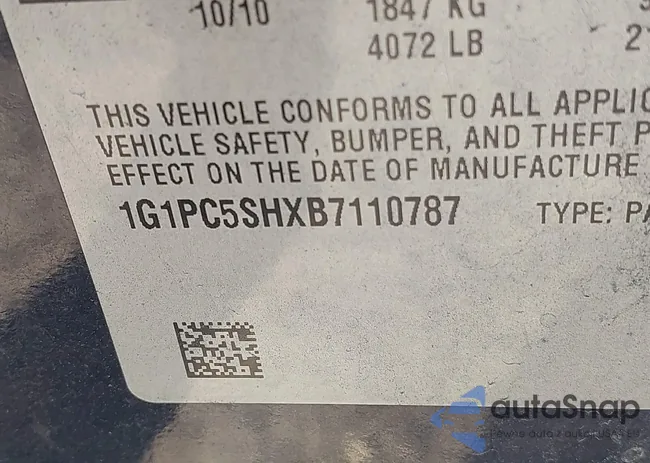 10/10 1847 KG
4072 LB
THIS VEHICLE CONFORMS TO ALL APPLIC
VEHICLE SAFETY, BUMPER, AND THEFT P
EFFECT ON THE DATE OF MANUFACTURE
1G1PC5SHXB7110787 TYPE: PA
autaSnap